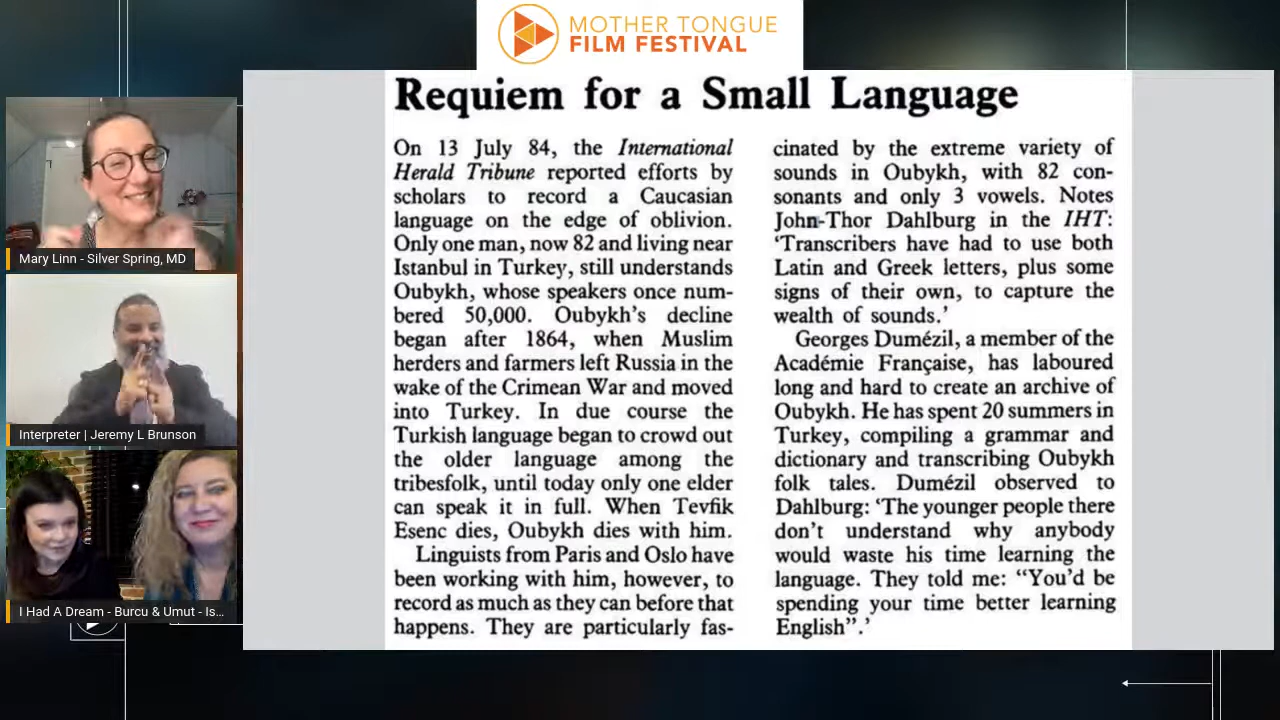 MOTHER TONGUE
FILM FESTIVAL
Requiem for a Small Language
On 13 July 84, the International
Herald Tribune reported efforts by
scholars to record a Caucasian
language on the edge of oblivion.
Only one man, now 82 and living near
Istanbul in Turkey, still understands
Oubykh, whose speakers once num-
bered 50,000. Oubykh's decline
began after 1864, when Muslim
herders and farmers left Russia in the
wake of the Crimean War and moved
into Turkey. In due course the
Turkish language began to crowd out
the older language among the
tribesfolk, until today only one elder
can speak it in full. When Tevfik
Esenc dies, Oubykh dies with him.
Linguists from Paris and Oslo have
been working with him, however, to
record as much as they can before that
happens. They are particularly fas-
cinated by the extreme variety of
sounds in Oubykh, with 82 con-
sonants and only 3 vowels. Notes
John-Thor Dahlburg in the IHT:
'Transcribers have had to use both
Latin and Greek letters, plus some
signs of their own, to capture the
wealth of sounds.'
Georges Dumézil, a member of the
Académie Française, has laboured
long and hard to create an archive of
Oubykh. He has spent 20 summers in
Turkey, compiling a grammar and
dictionary and transcribing Oubykh
folk tales. Dumézil observed to
Dahlburg: 'The younger people there
don't understand why anybody
would waste his time learning the
language. They told me: "You'd be
spending your time better learning
English".'
Mary Linn - Silver Spring, MD
Interpreter | Jeremy L Brunson
I Had A Dream - Burcu & Umut - Is...